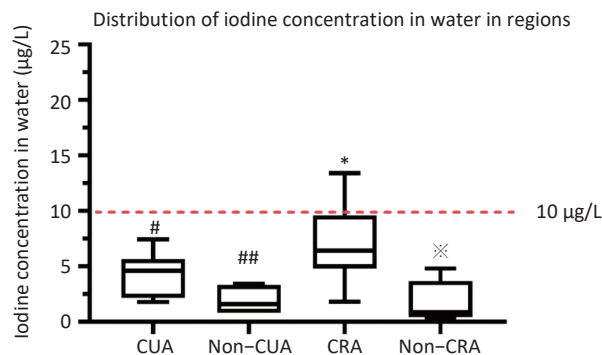 Distribution of iodine concentration in water in regions
Iodine concentration in water (μg/L)
25
20
15
10
5
0
10 μg/L
#
##
*
※
CUA
Non−CUA
CRA
Non−CRA